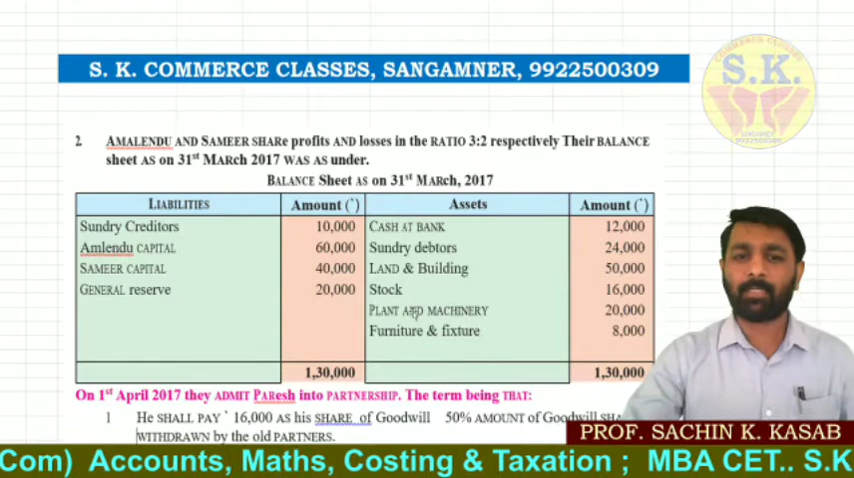 S. K. COMMERCE CLASSES, SANGAMNER, 9922500309
COMMERCE CLASSES
S.K.
SANGAMNER
9922500309
2 AMALENDU AND SAMEER SHARe profits AND losses in the RATIO 3:2 respectively Their BALANCE
sheet AS on 31st MARch 2017 WAS AS under.
BALANCE Sheet AS on 31st MARch, 2017
LIABILITIES Amount (`) Assets Amount (`)
Sundry Creditors 10,000 CASH AT BANK 12,000
Amlendu CAPITAL 60,000 Sundry debtors 24,000
SAMEER CAPITAL 40,000 LAND & Building 50,000
GENERAL reserve 20,000 Stock 16,000
PLANT AND MACHINERY 20,000
Furniture & fixture 8,000
1,30,000 1,30,000
On 1st April 2017 they ADMIT PAResh into PARTNERSHIP. The term being THAT:
1 He SHALL PAY ` 16,000 AS his SHARE of Goodwill 50% AMOUNT of Goodwill SHA
WITHDRAWN by the old PARTNERS.
PROF. SACHIN K. KASAB
Com) Accounts, Maths, Costing & Taxation ; MBA CET.. S.K